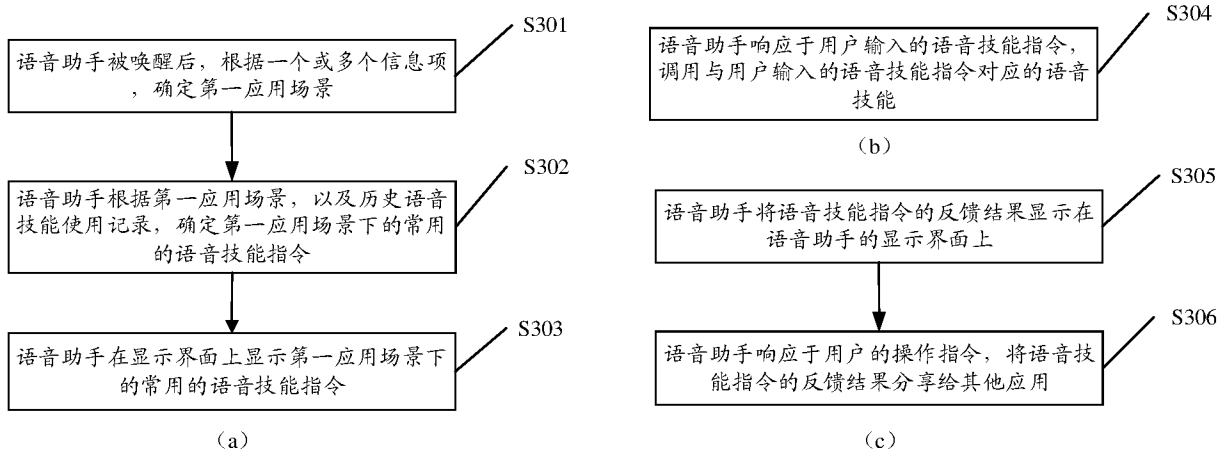 S301
语音助手被唤醒后，根据一个或多个信息项
，确定第一应用场景
S302
语音助手根据第一应用场景，以及历史语音
技能使用记录，确定第一应用场景下的常用
的语音技能指令
S303
语音助手在显示界面上显示第一应用场景下
的常用的语音技能指令
（a）
S304
语音助手响应于用户输入的语音技能指令，
调用与用户输入的语音技能指令对应的语音
技能
（b）
S305
语音助手将语音技能指令的反馈结果显示在
语音助手的显示界面上
S306
语音助手响应于用户的操作指令，将语音技
能指令的反馈结果分享给其他应用
（c）